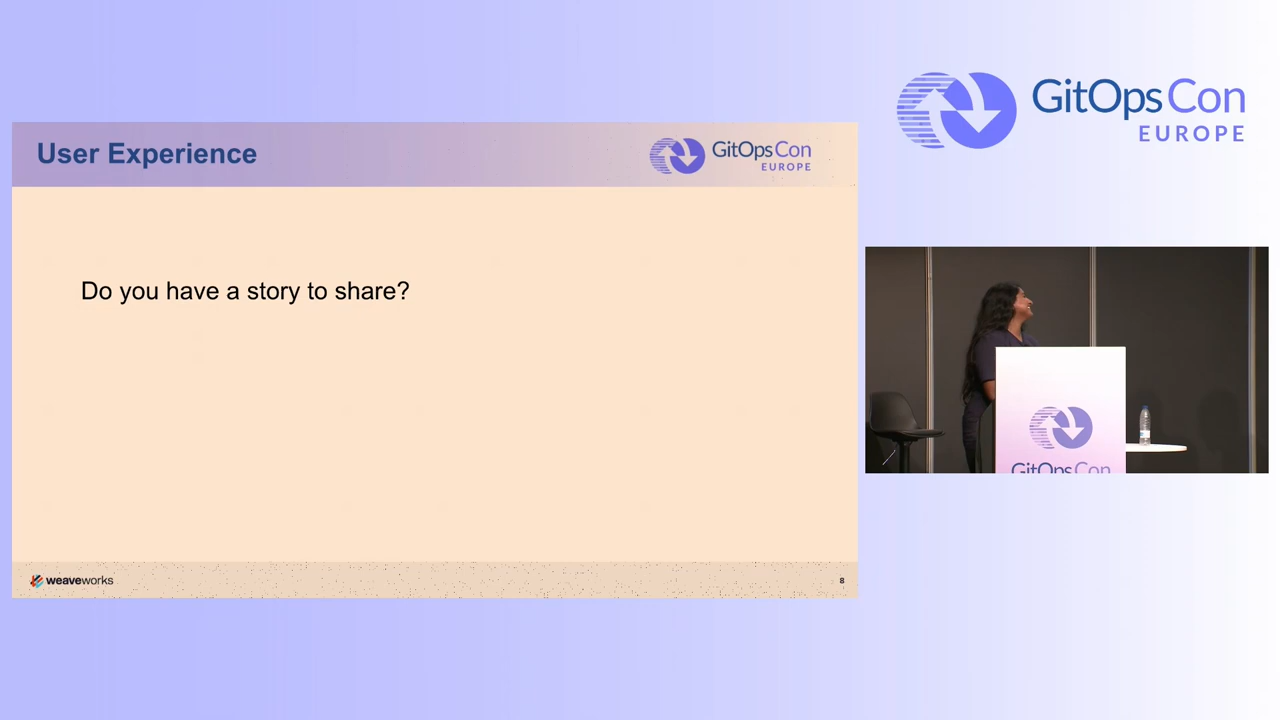 User Experience
GitOpsCon
EUROPE
Do you have a story to share?
weaveworks
8
GitOpsCon
EUROPE
GitOpsCon